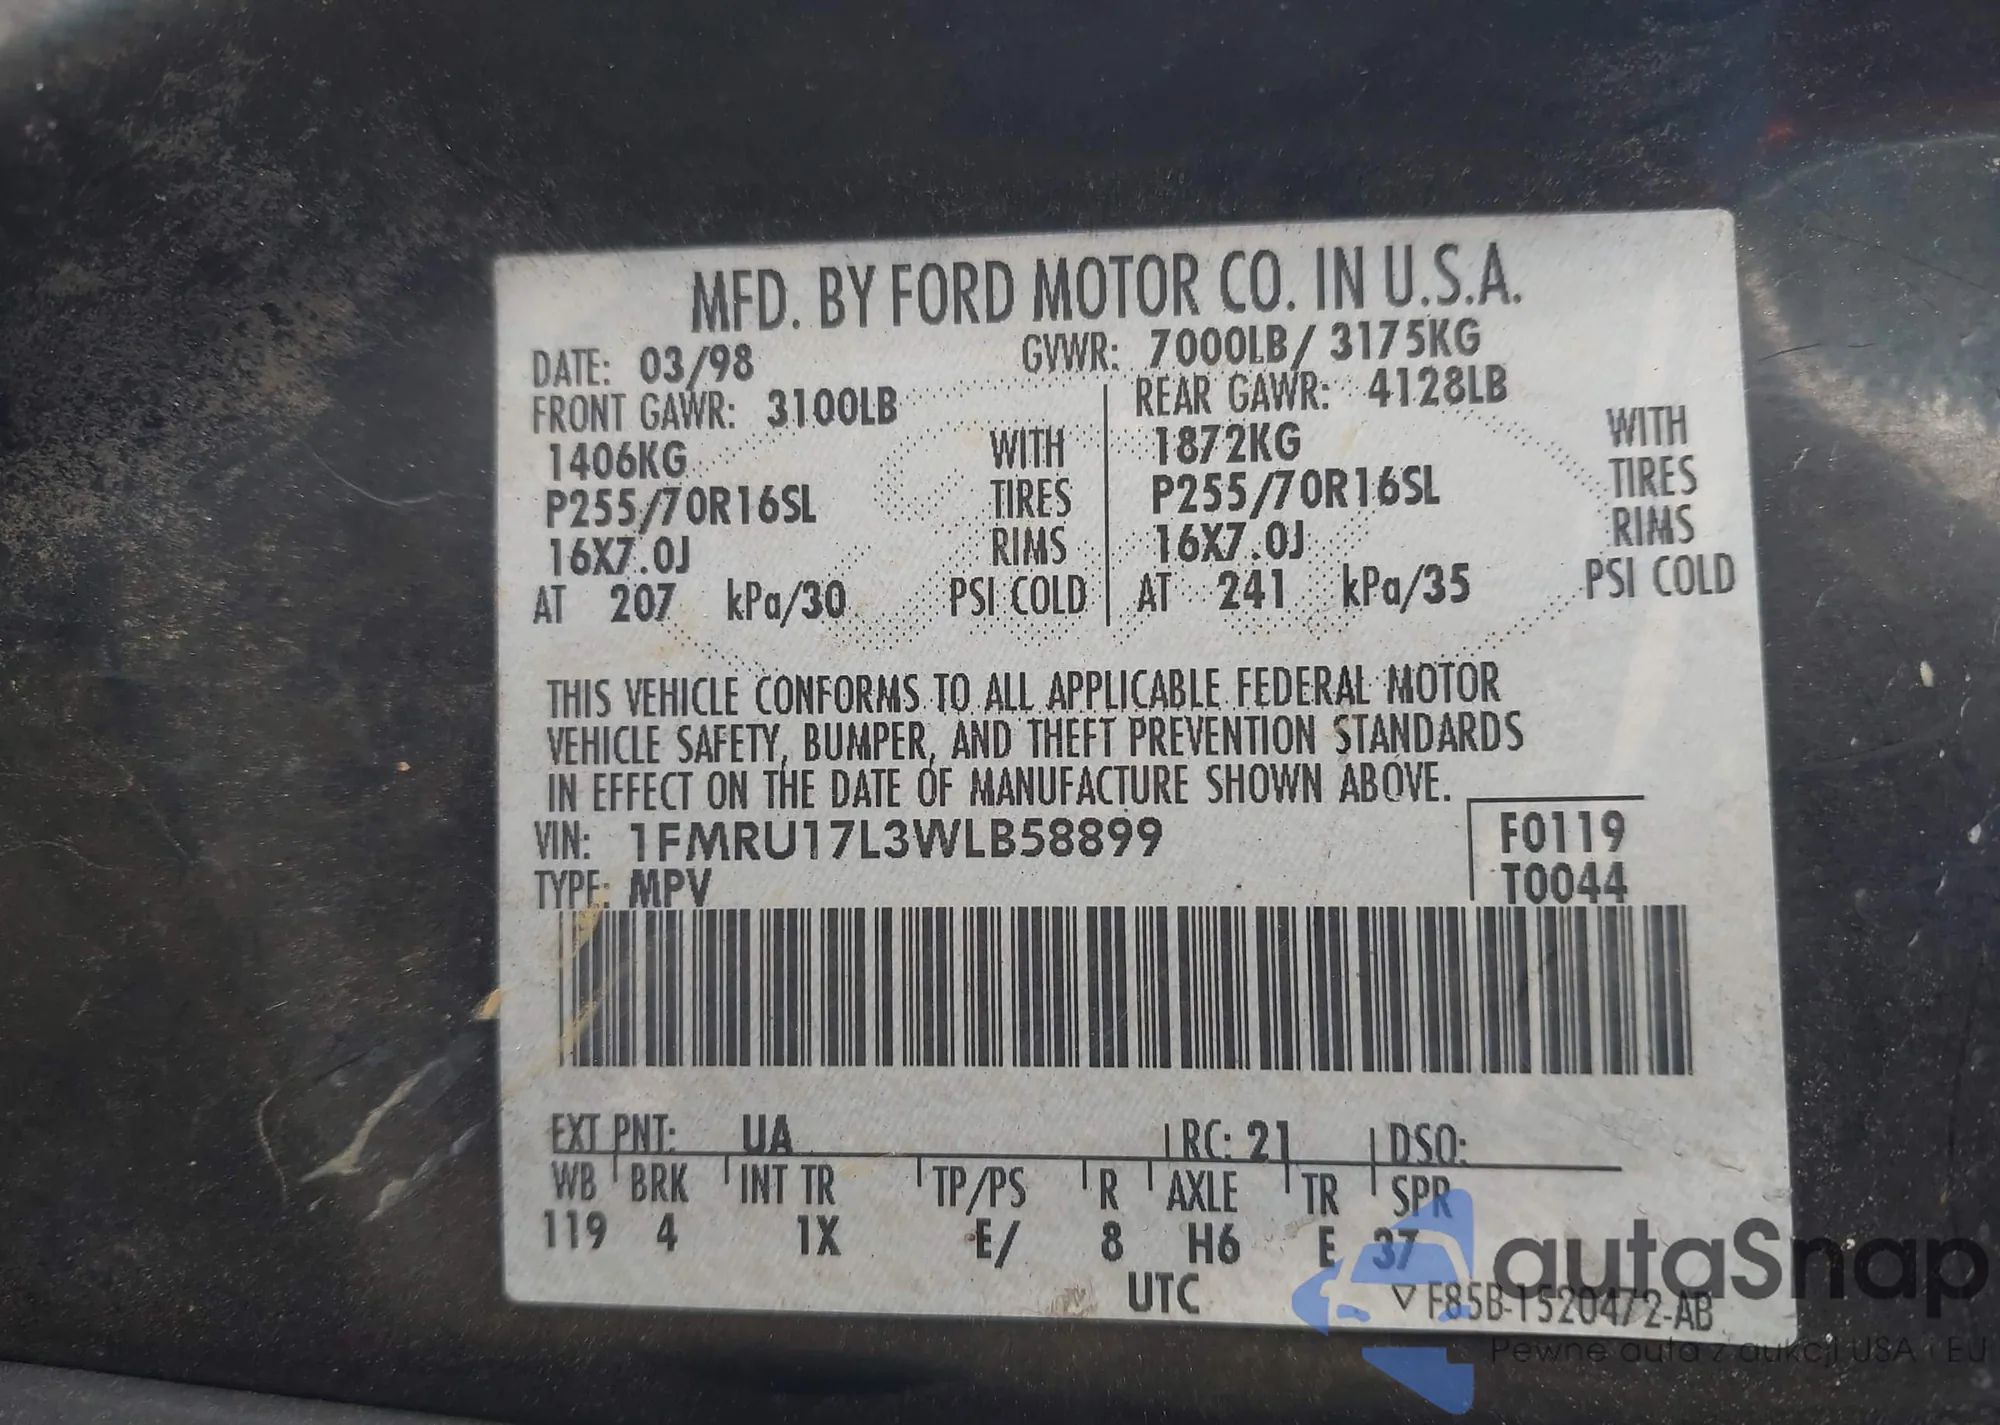 MFD. BY FORD MOTOR CO. IN U.S.A.
DATE: 03/98 GVWR: 7000LB/ 3175KG
FRONT GAWR: 3100LB REAR GAWR: 4128LB
1406KG WITH 1872KG WITH
P255/70R16SL TIRES P255/70R16SL TIRES
16X7.0J RIMS 16X7.0J RIMS
AT 207 kPa/30 PSI COLD AT 241 kPa/35 PSI COLD
THIS VEHICLE CONFORMS TO ALL APPLICABLE FEDERAL MOTOR
VEHICLE SAFETY, BUMPER, AND THEFT PREVENTION STANDARDS
IN EFFECT ON THE DATE OF MANUFACTURE SHOWN ABOVE.
VIN: 1FMRU17L3WLB58899 F0119
TYPE: MPV T0044
EXT PNT: UA RC: 21 DSO:
WB BRK INT TR TP/PS R AXLE TR SPR
119 4 1X E/ 8 H6 E 37
UTC ▽ F85B-1520472-AB
autoSnap
Pewne auta z aukcji USA i EU